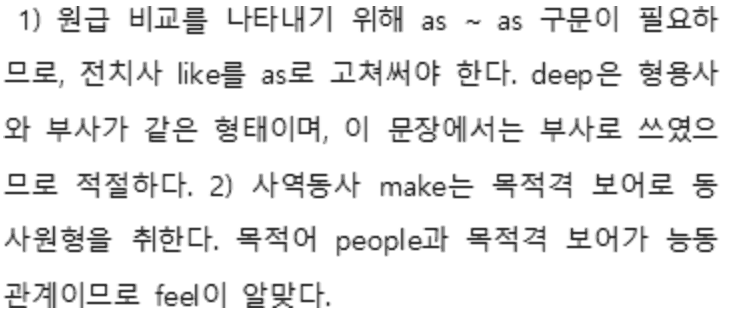 1) 원급 비교를 나타내기 위해 as ~ as 구문이 필요하
므로, 전치사 like를 as로 고쳐써야 한다. deep은 형용사
와 부사가 같은 형태이며, 이 문장에서는 부사로 쓰였으
므로 적절하다. 2) 사역동사 make는 목적격 보어로 동
사원형을 취한다. 목적어 people과 목적격 보어가 능동
관계이므로 feel이 알맞다.